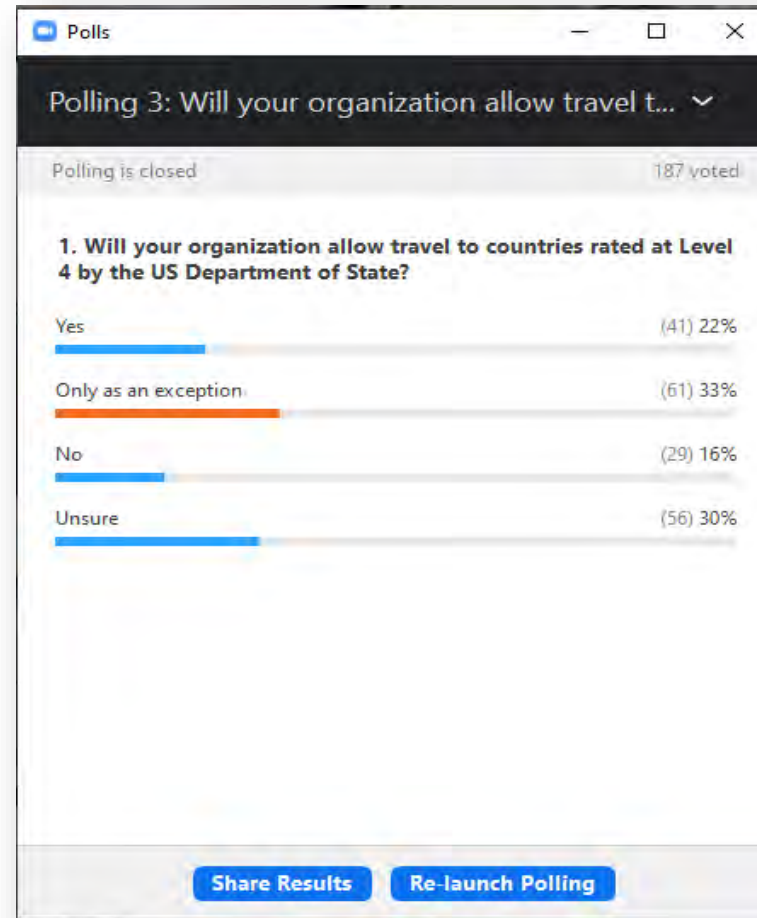 Polls
Polling 3: Will your organization allow travel t...
Polling is closed 187 voted
1. Will your organization allow travel to countries rated at Level
4 by the US Department of State?
Yes (41) 22%
Only as an exception (61) 33%
No (29) 16%
Unsure (56) 30%
Share Results Re-launch Polling